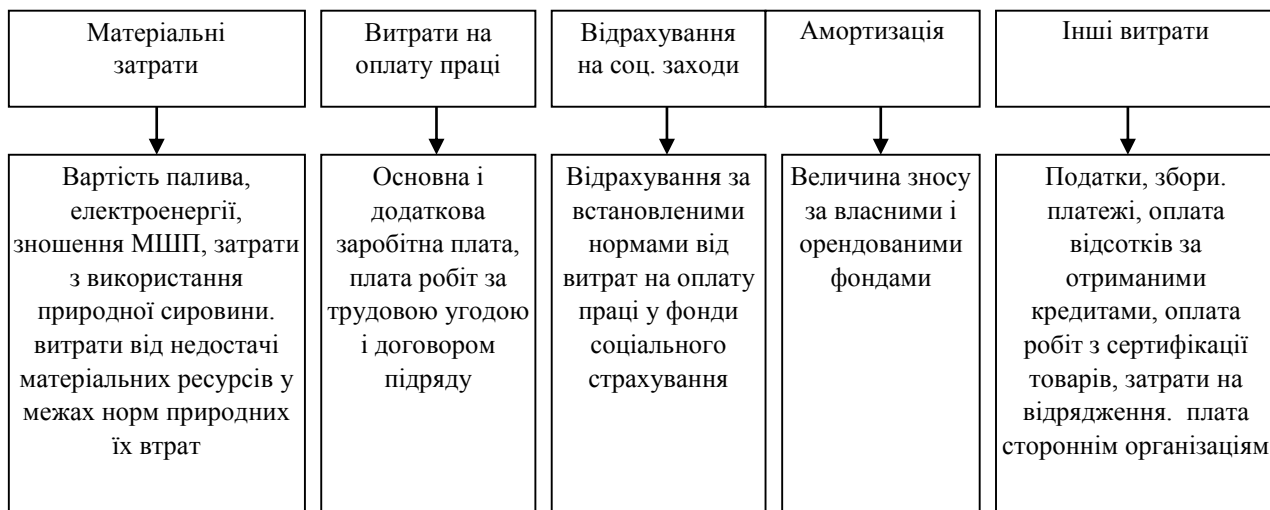 Матеріальні
затрати
Витрати на
оплату праці
Відрахування
на соц. заходи
Амортизація
Інші витрати
Вартість палива,
електроенергії,
зношення МШП, затрати
з використання
природної сировини.
витрати від недостачі
матеріальних ресурсів у
межах норм природних
їх втрат
Основна і
додаткова
заробітна плата,
плата робіт за
трудовою угодою
і договором
підряду
Відрахування за
встановленими
нормами від
витрат на оплату
праці у фонди
соціального
страхування
Величина зносу
за власними і
орендованими
фондами
Податки, збори.
платежі, оплата
відсотків за
отриманими
кредитами, оплата
робіт з сертифікації
товарів, затрати на
відрядження. плата
стороннім організаціям